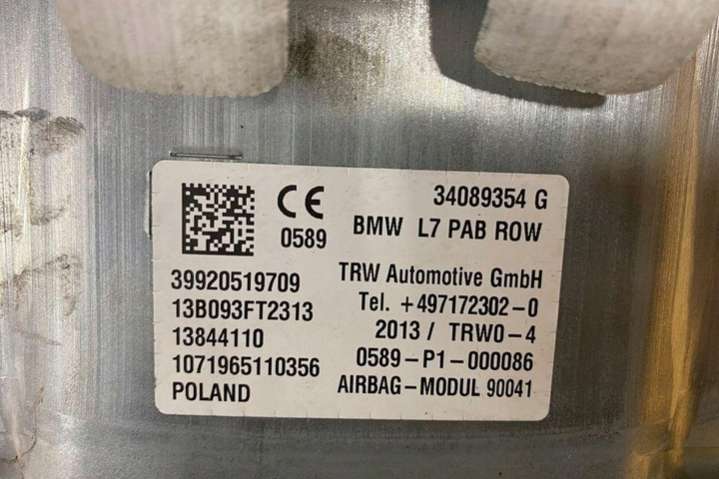 34089354 G
CE
0589
BMW L7 PAB ROW
39920519709
TRW Automotive GmbH
13B093FT2313
Tel. +497172302-0
13844110
2013 / TRW0-4
1071965110356
0589-P1-000086
POLAND
AIRBAG-MODUL 90041